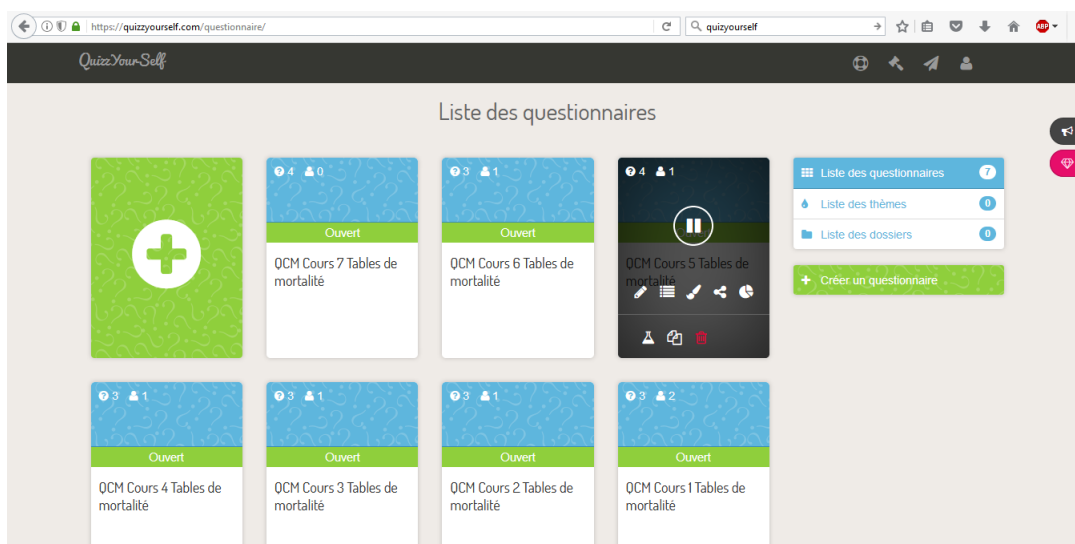 https://quizzyourself.com/questionnaire/
quizyourself
ABP
QuizzYourSelf
Liste des questionnaires
4 0
Ouvert
QCM Cours 7 Tables de
mortalité
3 1
Ouvert
QCM Cours 6 Tables de
mortalité
4 1
QCM Cours 5 Tables de
mortalité
Liste des questionnaires 7
Liste des thèmes 0
Liste des dossiers 0
Créer un questionnaire
3 1
Ouvert
QCM Cours 4 Tables de
mortalité
3 1
Ouvert
QCM Cours 3 Tables de
mortalité
3 1
Ouvert
QCM Cours 2 Tables de
mortalité
3 2
Ouvert
QCM Cours 1 Tables de
mortalité